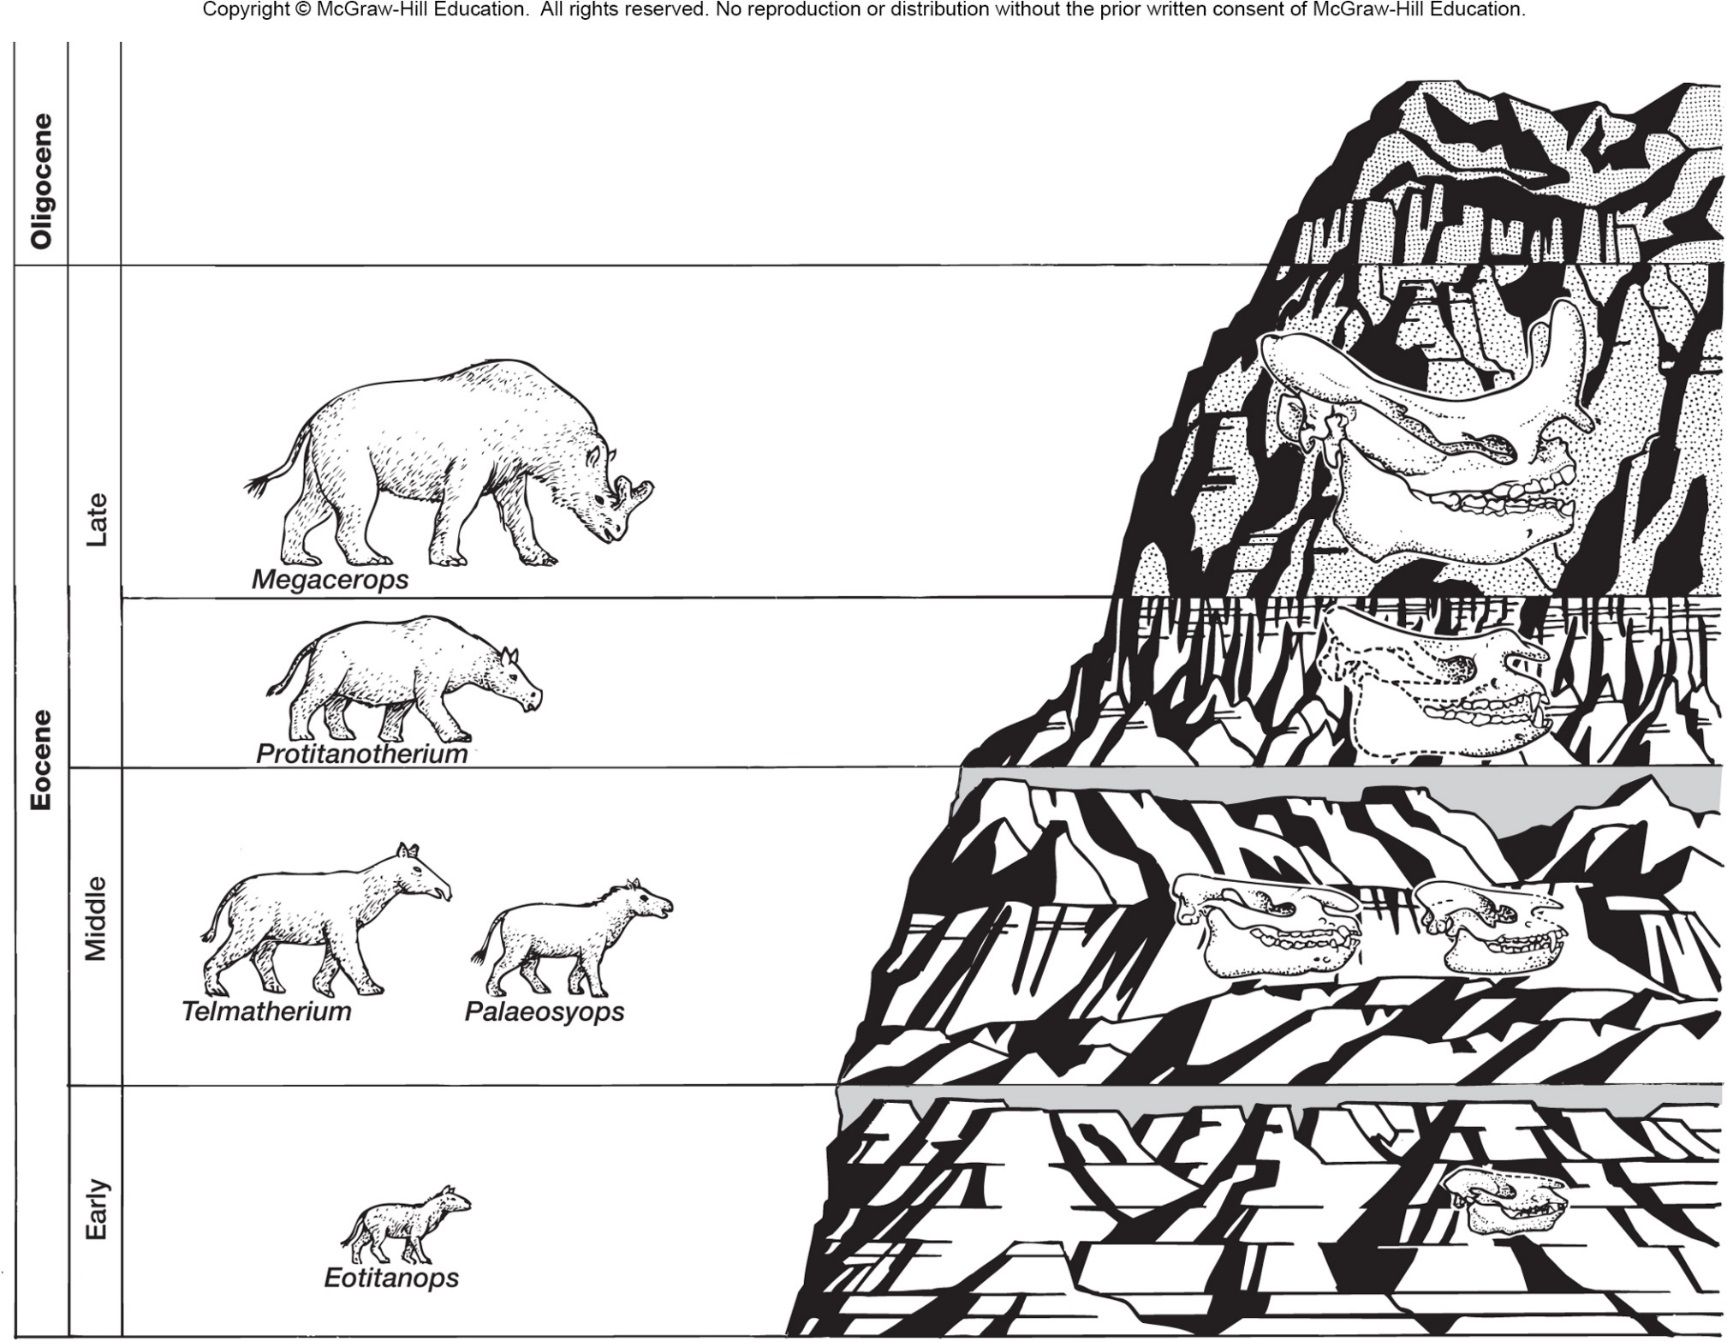 Copyright © McGraw-Hill Education. All rights reserved. No reproduction or distribution without the prior written consent of McGraw-Hill Education.
Oligocene
Late
Megacerops
Protitanotherium
Eocene
Middle
Telmatherium
Palaeosyops
Early
Eotitanops